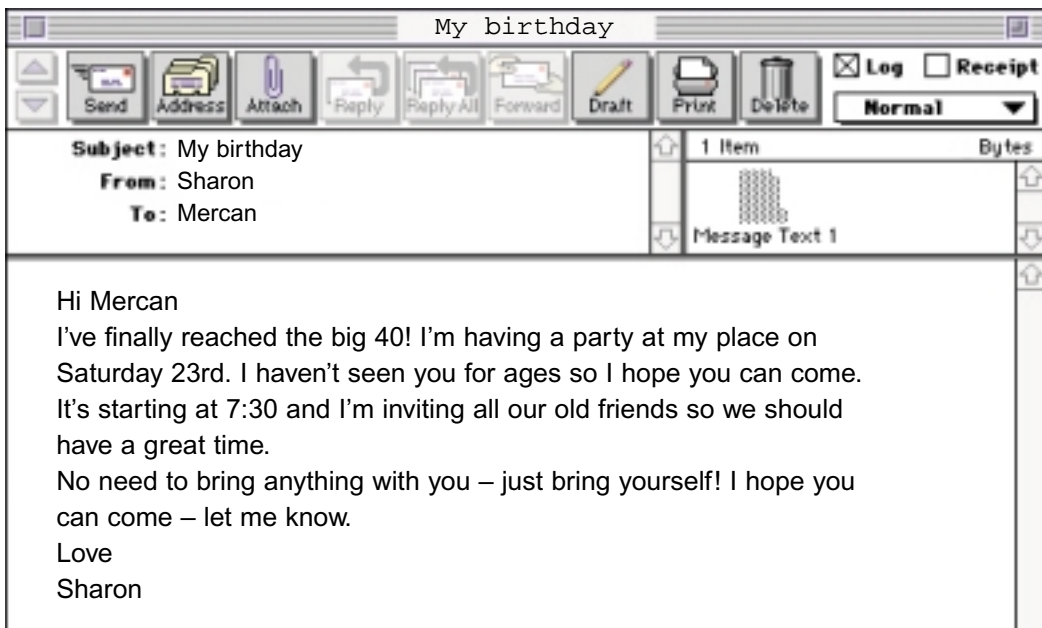 My birthday
Send Address Attach Reply Reply All Forward Draft Print Delete
Log Receipt
Normal
Subject: My birthday
From: Sharon
To: Mercan
1 Item Bytes
Message Text 1
Hi Mercan
I've finally reached the big 40! I'm having a party at my place on
Saturday 23rd. I haven't seen you for ages so I hope you can come.
It's starting at 7:30 and I'm inviting all our old friends so we should
have a great time.
No need to bring anything with you – just bring yourself! I hope you
can come – let me know.
Love
Sharon